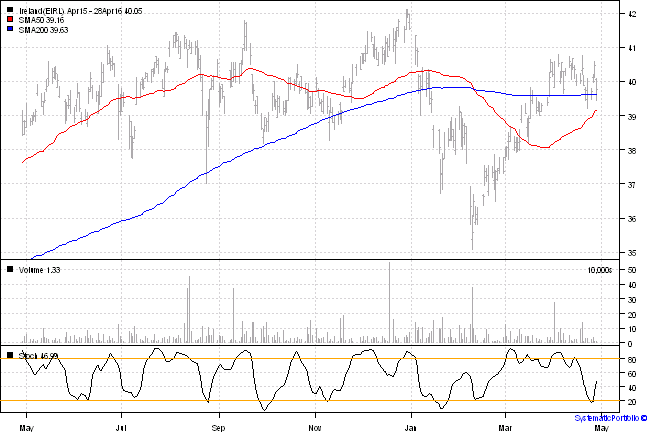 Ireland(EIRL) Apr15 - 28Apr16 40.05
SMA50 39.16
SMA200 39.63
42
41
40
39
38
37
36
35
Volume 1.33
10,000s
50
40
30
20
10
0
Stoch 46.99
80
60
40
20
May
Jul
Sep
Nov
Jan
Mar
May
SystematicPortfolio ©